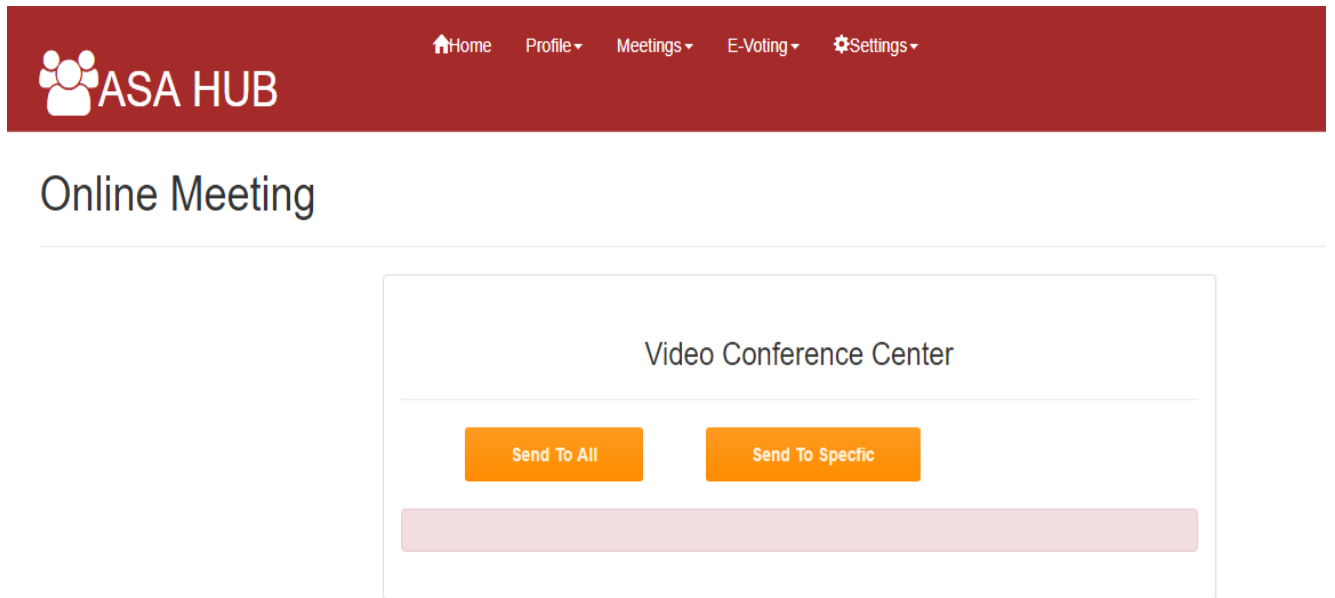 Home Profile Meetings E-Voting Settings
ASA HUB
Online Meeting
Video Conference Center
Send To All Send To Specfic